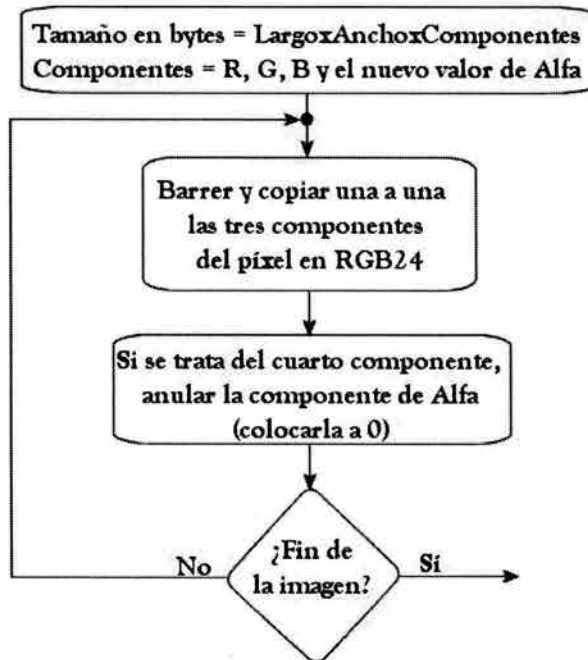 Tamaño en bytes = LargoxAnchoxComponentes
Componentes = R, G, B y el nuevo valor de Alfa
Barrer y copiar una a una
las tres componentes
del píxel en RGB24
Si se trata del cuarto componente,
anular la componente de Alfa
(colocarla a 0)
¿Fin de
la imagen?
No
Sí